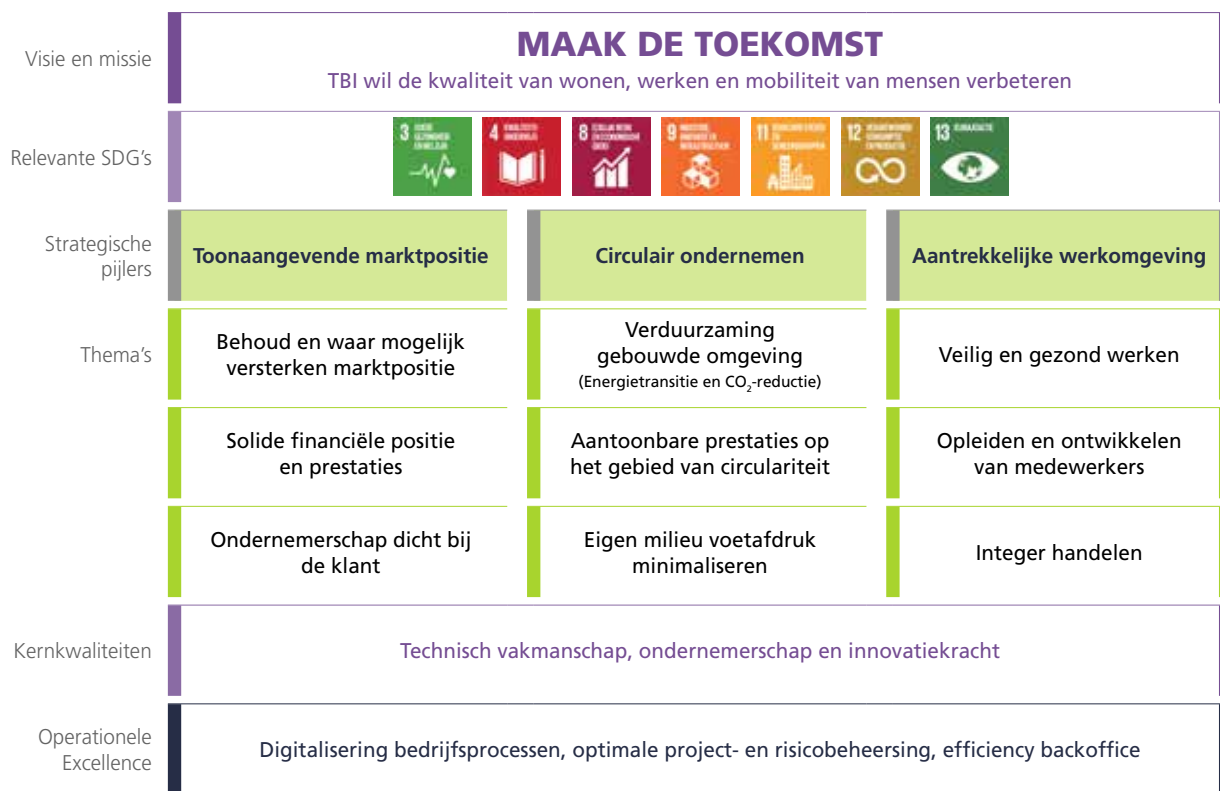 Visie en missie
MAAK DE TOEKOMST
TBI wil de kwaliteit van wonen, werken en mobiliteit van mensen verbeteren
Relevante SDG's
3
4
8
9
11
12
13
Strategische
pijlers
Toonaangevende marktpositie
Circulair ondernemen
Aantrekkelijke werkomgeving
Thema's
Behoud en waar mogelijk
versterken marktpositie
Verduurzaming
gebouwde omgeving
(Energietransitie en CO₂-reductie)
Veilig en gezond werken
Solide financiële positie
en prestaties
Aantoonbare prestaties op
het gebied van circulariteit
Opleiden en ontwikkelen
van medewerkers
Ondernemerschap dicht bij
de klant
Eigen milieu voetafdruk
minimaliseren
Integer handelen
Kernkwaliteiten
Technisch vakmanschap, ondernemerschap en innovatiekracht
Operationele
Excellence
Digitalisering bedrijfsprocessen, optimale project- en risicobeheersing, efficiency backoffice